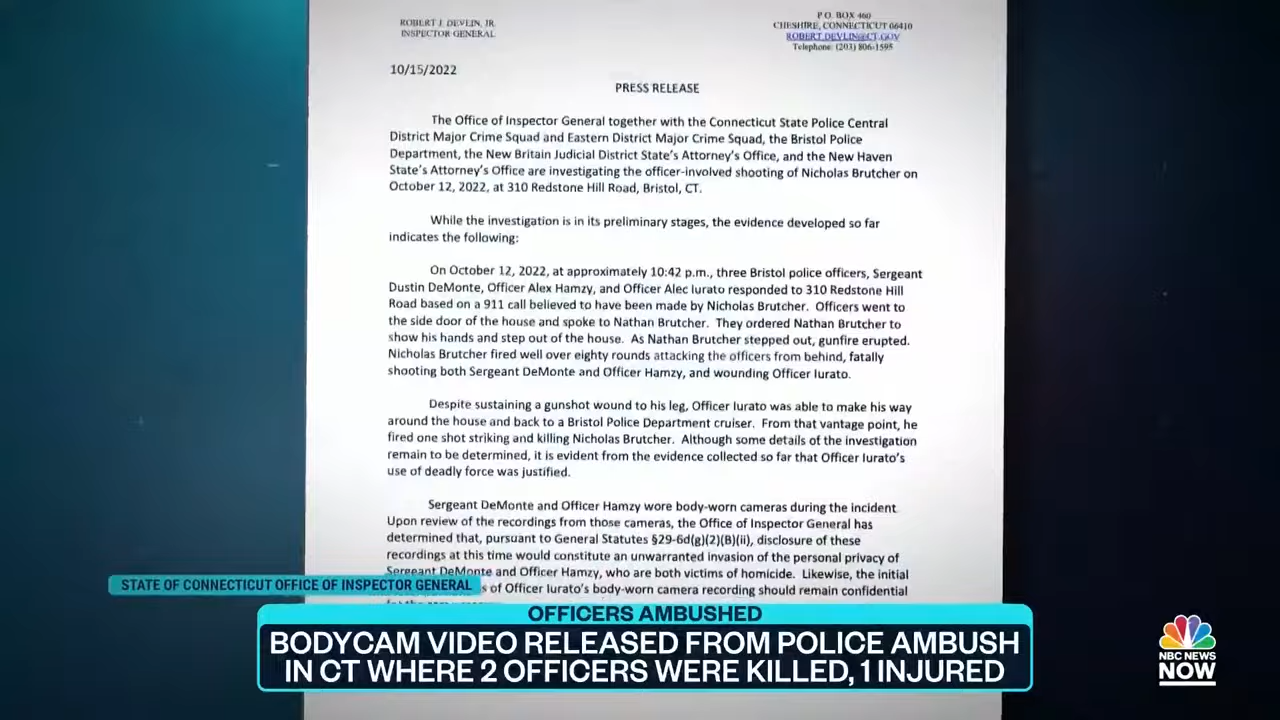 ROBERT J. DEVLIN, JR.
INSPECTOR GENERAL
P.O. BOX 460
CHESHIRE, CONNECTICUT 06410
ROBERT.DEVLIN@CT.GOV
Telephone: (203) 806-1595
10/15/2022
PRESS RELEASE
The Office of Inspector General together with the Connecticut State Police Central
District Major Crime Squad and Eastern District Major Crime Squad, the Bristol Police
Department, the New Britain Judicial District State's Attorney's Office, and the New Haven
State's Attorney's Office are investigating the officer-involved shooting of Nicholas Brutcher on
October 12, 2022, at 310 Redstone Hill Road, Bristol, CT.
While the investigation is in its preliminary stages, the evidence developed so far
indicates the following:
On October 12, 2022, at approximately 10:42 p.m., three Bristol police officers, Sergeant
Dustin DeMonte, Officer Alex Hamzy, and Officer Alec Iurato responded to 310 Redstone Hill
Road based on a 911 call believed to have been made by Nicholas Brutcher. Officers went to
the side door of the house and spoke to Nathan Brutcher. They ordered Nathan Brutcher to
show his hands and step out of the house. As Nathan Brutcher stepped out, gunfire erupted.
Nicholas Brutcher fired well over eighty rounds attacking the officers from behind, fatally
shooting both Sergeant DeMonte and Officer Hamzy, and wounding Officer Iurato.
Despite sustaining a gunshot wound to his leg, Officer Iurato was able to make his way
around the house and back to a Bristol Police Department cruiser. From that vantage point, he
fired one shot striking and killing Nicholas Brutcher. Although some details of the investigation
remain to be determined, it is evident from the evidence collected so far that Officer Iurato's
use of deadly force was justified.
Sergeant DeMonte and Officer Hamzy wore body-worn cameras during the incident
Upon review of the recordings from those cameras, the Office of Inspector General has
determined that, pursuant to General Statutes §29-6d(g)(2)(B)(ii), disclosure of these
recordings at this time would constitute an unwarranted invasion of the personal privacy of
Sergeant DeMonte and Officer Hamzy, who are both victims of homicide. Likewise, the initial
of Officer Iurato's body-worn camera recording should remain confidential
STATE OF CONNECTICUT OFFICE OF INSPECTOR GENERAL
OFFICERS AMBUSHED
BODYCAM VIDEO RELEASED FROM POLICE AMBUSH
IN CT WHERE 2 OFFICERS WERE KILLED, 1 INJURED
NBC NEWS
NOW